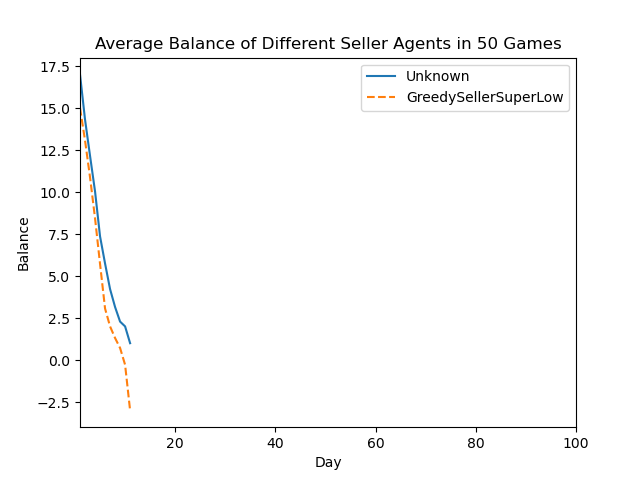 Average Balance of Different Seller Agents in 50 Games
17.5
15.0
12.5
10.0
7.5
5.0
2.5
0.0
−2.5
Balance
Unknown
GreedySellerSuperLow
20 40 60 80 100
Day